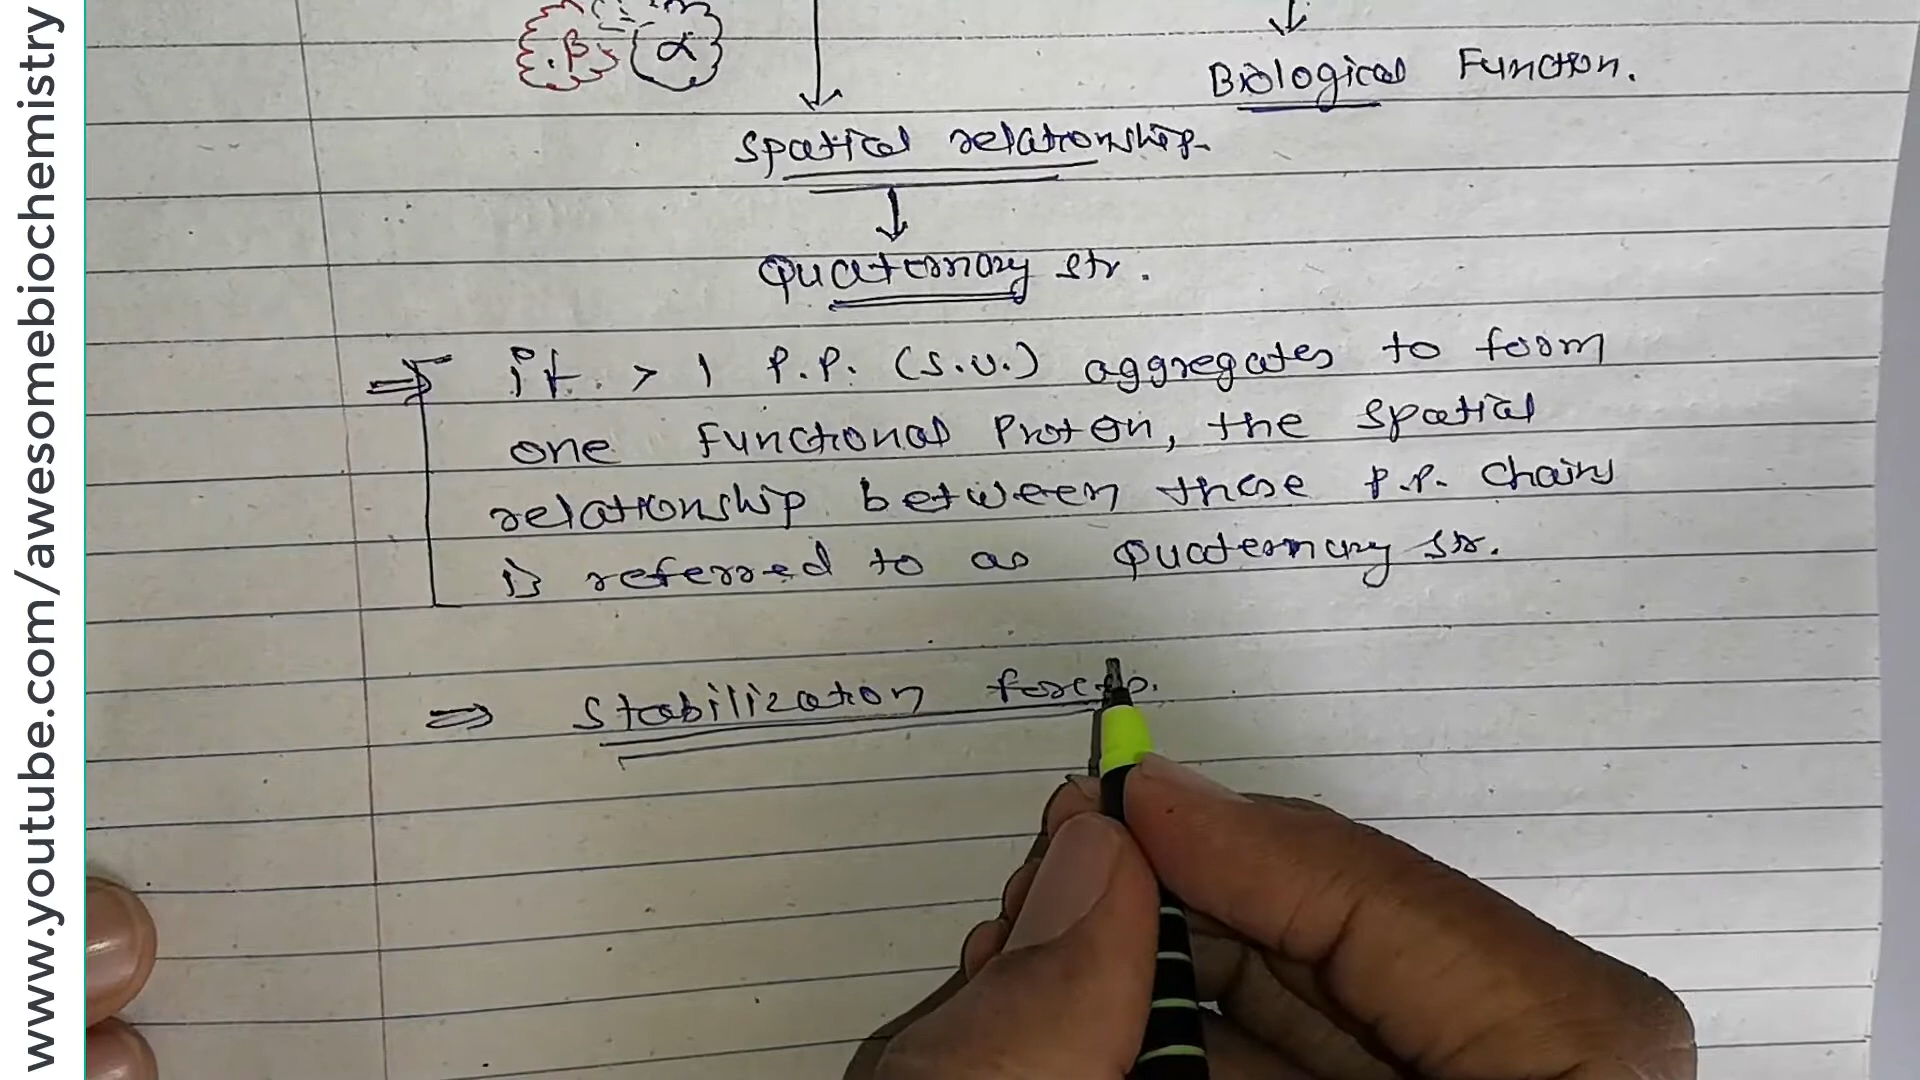 www.youtube.com/awesomebiochemistry
β α
Biological Function.
Spatial relationship.
Quaternary str.
⇒ if > 1 P.P. (S.U.) aggregates to form
one Functional Protein, the Spatial
relationship between these P.P. Chains
is referred to as Quaternary str.
⇒ Stabilization forces.